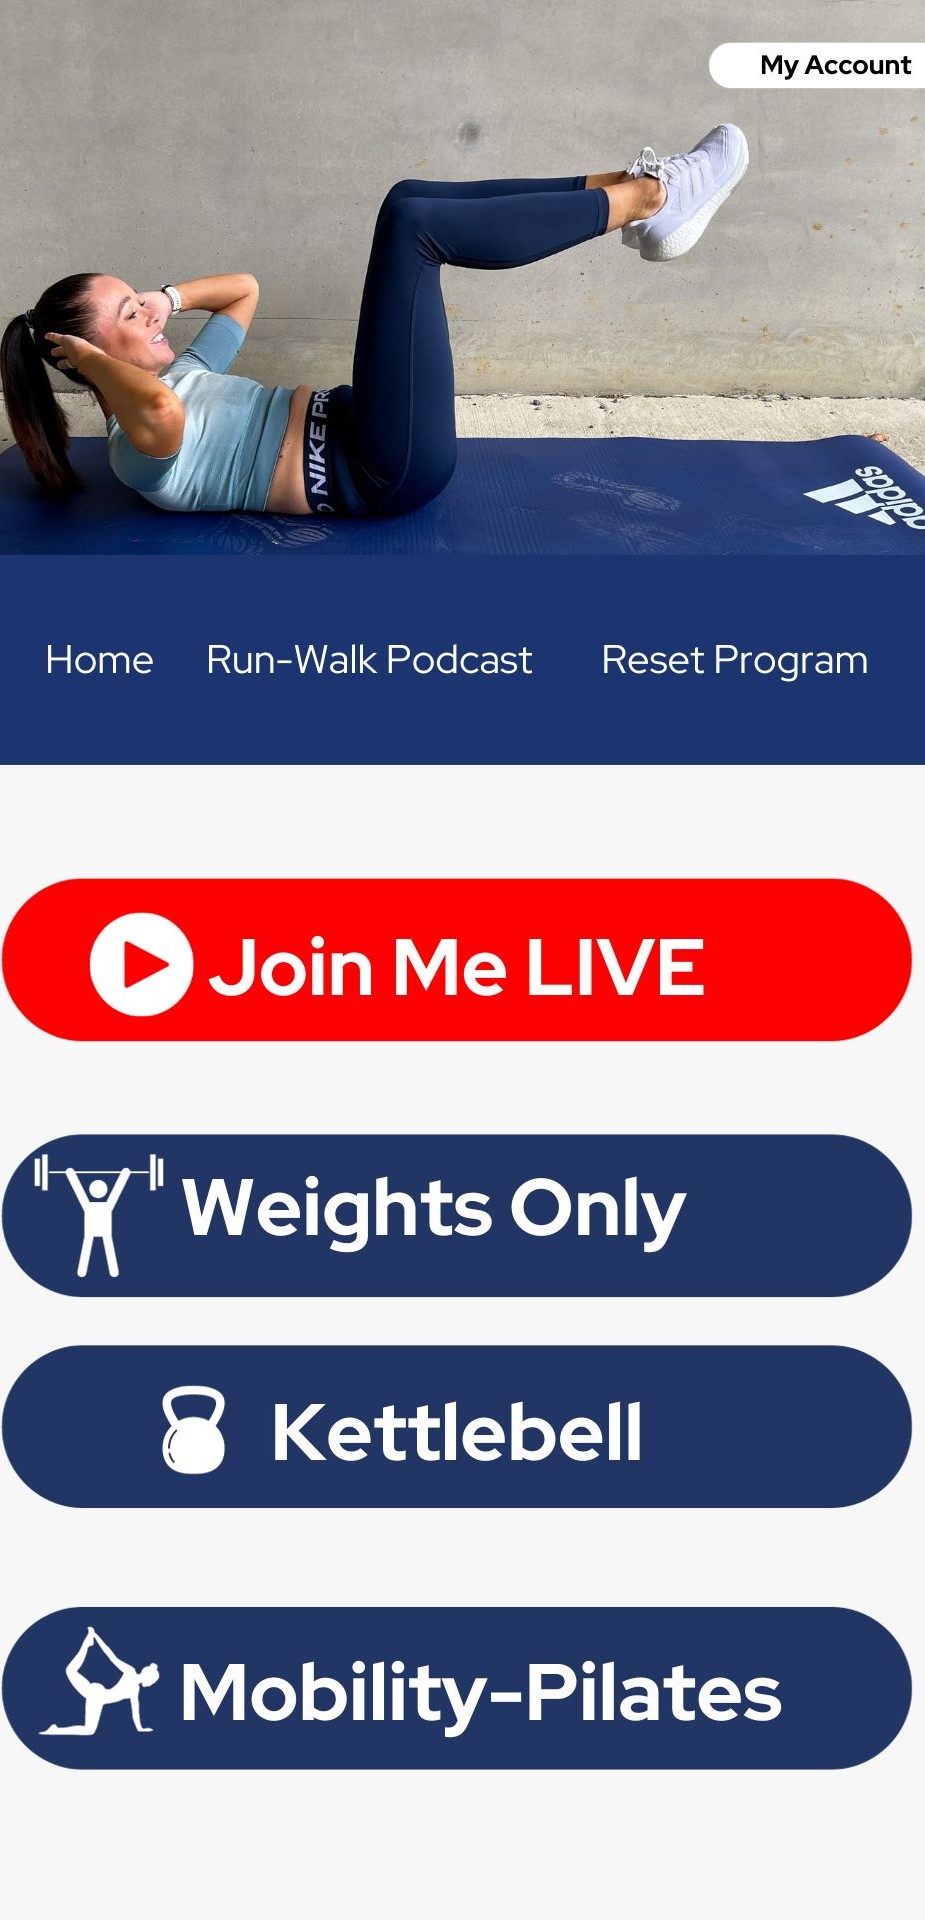 My Account
NIKE PR
adidas
Home
Run-Walk Podcast
Reset Program
Join Me LIVE
Weights Only
Kettlebell
Mobility-Pilates